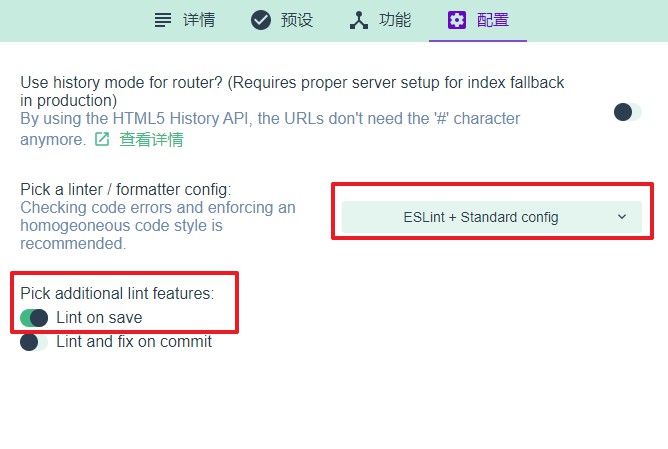 详情 预设 功能 配置
Use history mode for router? (Requires proper server setup for index fallback
in production)
By using the HTML5 History API, the URLs don't need the '#' character
anymore. 查看详情
Pick a linter / formatter config:
Checking code errors and enforcing an
homogeoneous code style is
recommended.
ESLint + Standard config
Pick additional lint features:
Lint on save
Lint and fix on commit